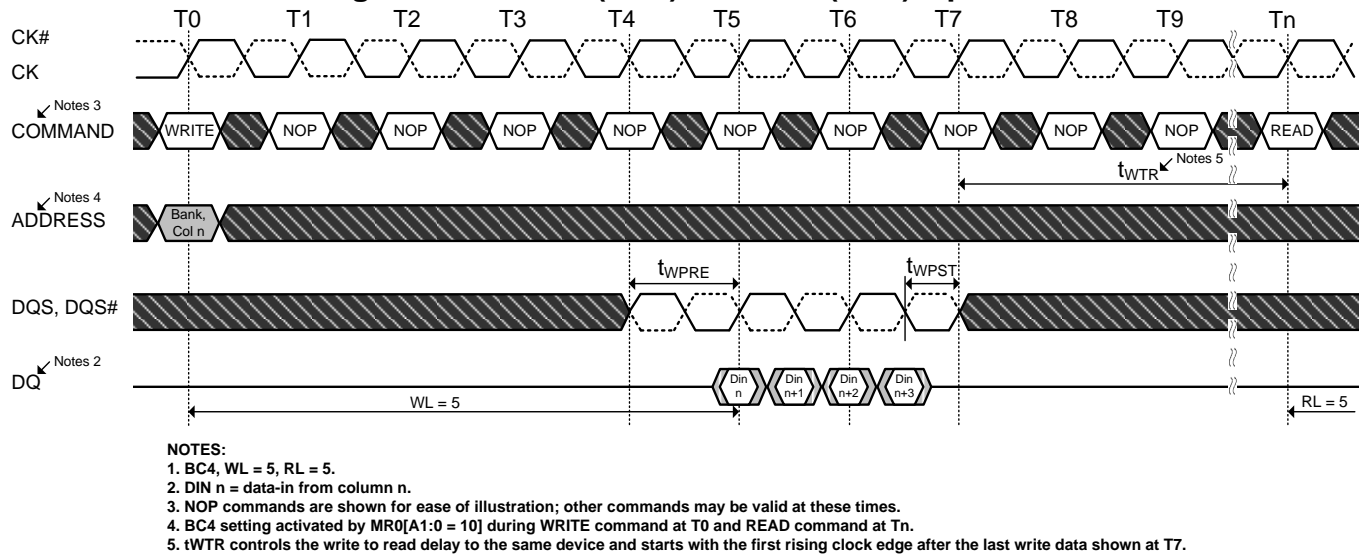 T0 T1 T2 T3 T4 T5 T6 T7 T8 T9 Tn
CK#
CK
Notes 3
COMMAND WRITE NOP NOP NOP NOP NOP NOP NOP NOP NOP READ
tWTR Notes 5
Notes 4
ADDRESS
Bank,
Col n
tWPRE tWPST
DQS, DQS#
Notes 2
DQ
Din Din Din Din
n n+1 n+2 n+3
WL = 5 RL = 5
NOTES:
1. BC4, WL = 5, RL = 5.
2. DIN n = data-in from column n.
3. NOP commands are shown for ease of illustration; other commands may be valid at these times.
4. BC4 setting activated by MR0[A1:0 = 10] during WRITE command at T0 and READ command at Tn.
5. tWTR controls the write to read delay to the same device and starts with the first rising clock edge after the last write data shown at T7.